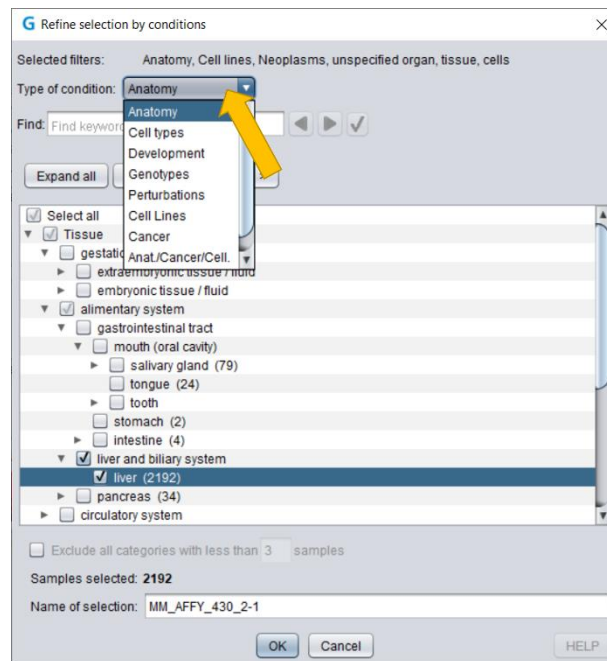 G Refine selection by conditions
Selected filters: Anatomy, Cell lines, Neoplasms, unspecified organ, tissue, cells
Type of condition: Anatomy
Anatomy
Find: Find keyword
Cell types
Development
Expand all
Genotypes
Perturbations
Cell Lines
Cancer
Anat./Cancer/Cell.
Select all
Tissue
extraembryonic tissue / fluid
embryonic tissue / fluid
alimentary system
gastrointestinal tract
mouth (oral cavity)
salivary gland (79)
tongue (24)
tooth
stomach (2)
intestine (4)
liver and biliary system
liver (2192)
pancreas (34)
circulatory system
Exclude all categories with less than 3 samples
Samples selected: 2192
Name of selection: MM_AFFY_430_2-1
OK Cancel HELP